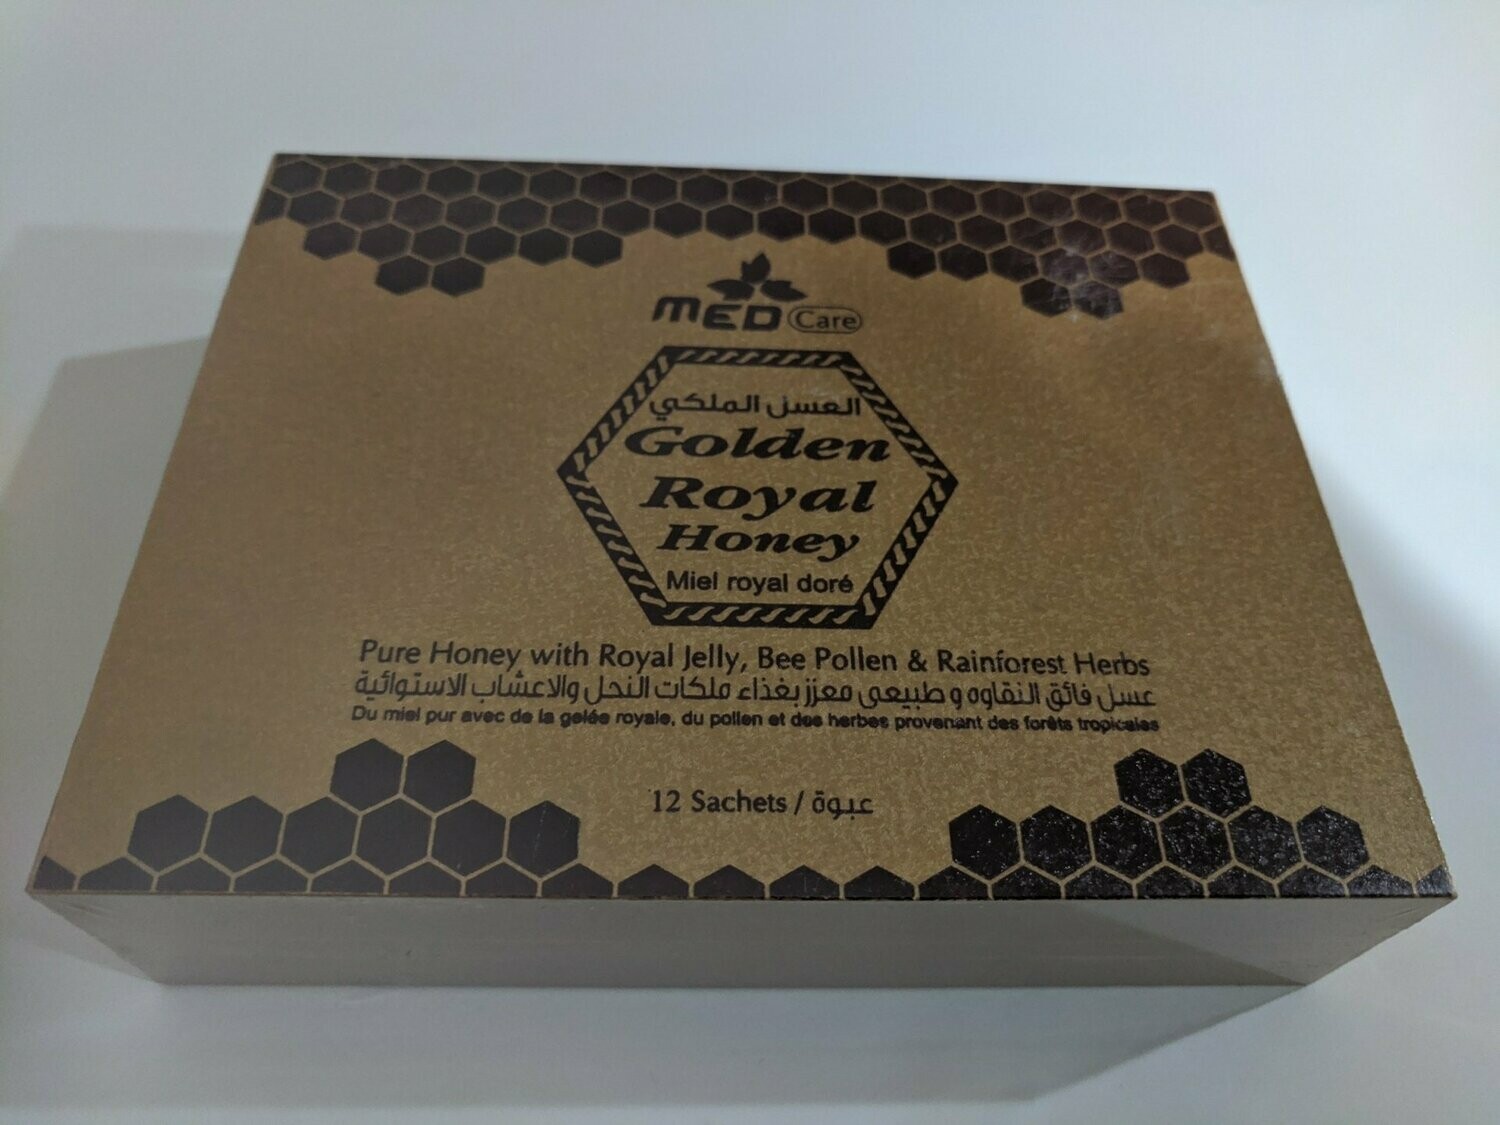 MED Care
العسل الملكي
Golden
Royal
Honey
Miel royal doré
Pure Honey with Royal Jelly, Bee Pollen & Rainforest Herbs
عسل فائق النقاوه و طبيعى معزز بغذاء ملكات النحل والاعشاب الاستوائية
Du miel pur avec de la gelée royale, du pollen et des herbes provenant des forêts tropicales
12 Sachets / عبوة